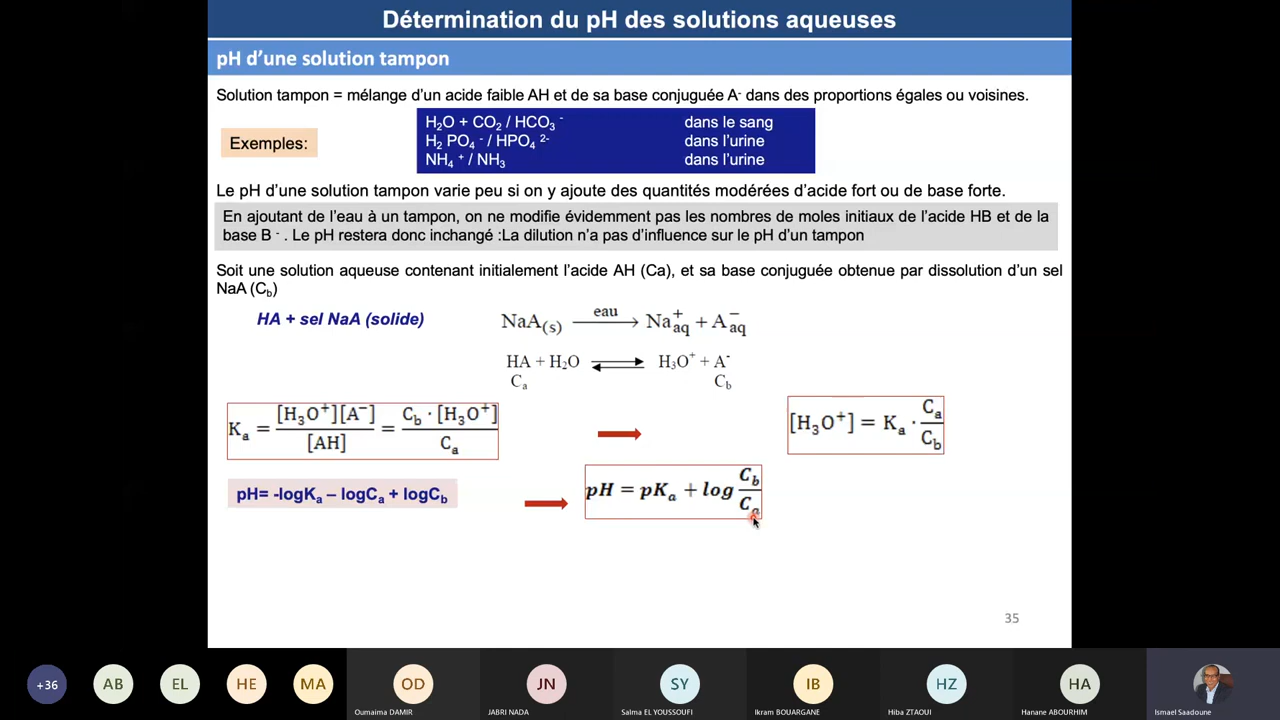 Détermination du pH des solutions aqueuses
pH d'une solution tampon
Solution tampon = mélange d'un acide faible AH et de sa base conjuguée A⁻ dans des proportions égales ou voisines.
Exemples:
H₂O + CO₂ / HCO₃ ⁻ dans le sang
H₂ PO₄ ⁻ / HPO₄ ²⁻ dans l'urine
NH₄ ⁺ / NH₃ dans l'urine
Le pH d'une solution tampon varie peu si on y ajoute des quantités modérées d'acide fort ou de base forte.
En ajoutant de l'eau à un tampon, on ne modifie évidemment pas les nombres de moles initiaux de l'acide HB et de la
base B ⁻ . Le pH restera donc inchangé :La dilution n'a pas d'influence sur le pH d'un tampon
Soit une solution aqueuse contenant initialement l'acide AH (Ca), et sa base conjuguée obtenue par dissolution d'un sel
NaA (C_b)
HA + sel NaA (solide)
NaA(s) —eau→ Na⁺aq + A⁻aq
HA + H₂O ⇌ H₃O⁺ + A⁻
Cₐ C_b
Kₐ = [H₃O⁺][A⁻] / [AH] = C_b · [H₃O⁺] / Cₐ
[H₃O⁺] = Kₐ · Cₐ / C_b
pH= -logKₐ – logCₐ + logC_b
pH = pKₐ + log C_b / Cₐ
35
+36 AB EL HE MA OD JN SY IB HZ HA
Oumaima DAMIR JABRI NADA Salma EL YOUSSOUFI Ikram BOUARGANE Hiba ZTAOUI Hanane ABOURHIM Ismael Saadoune